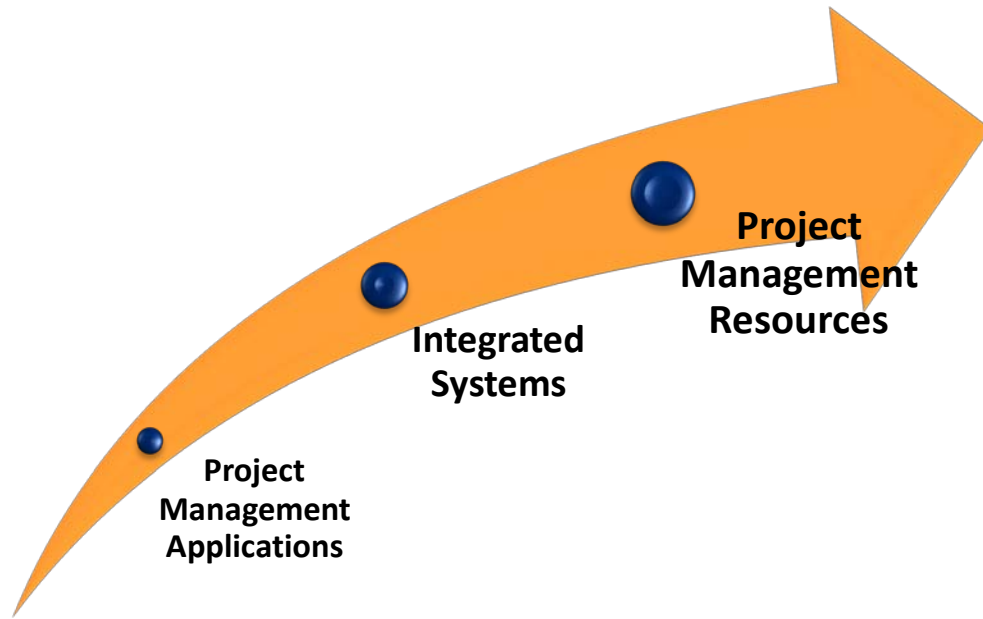 Project
Management
Resources
Integrated
Systems
Project
Management
Applications